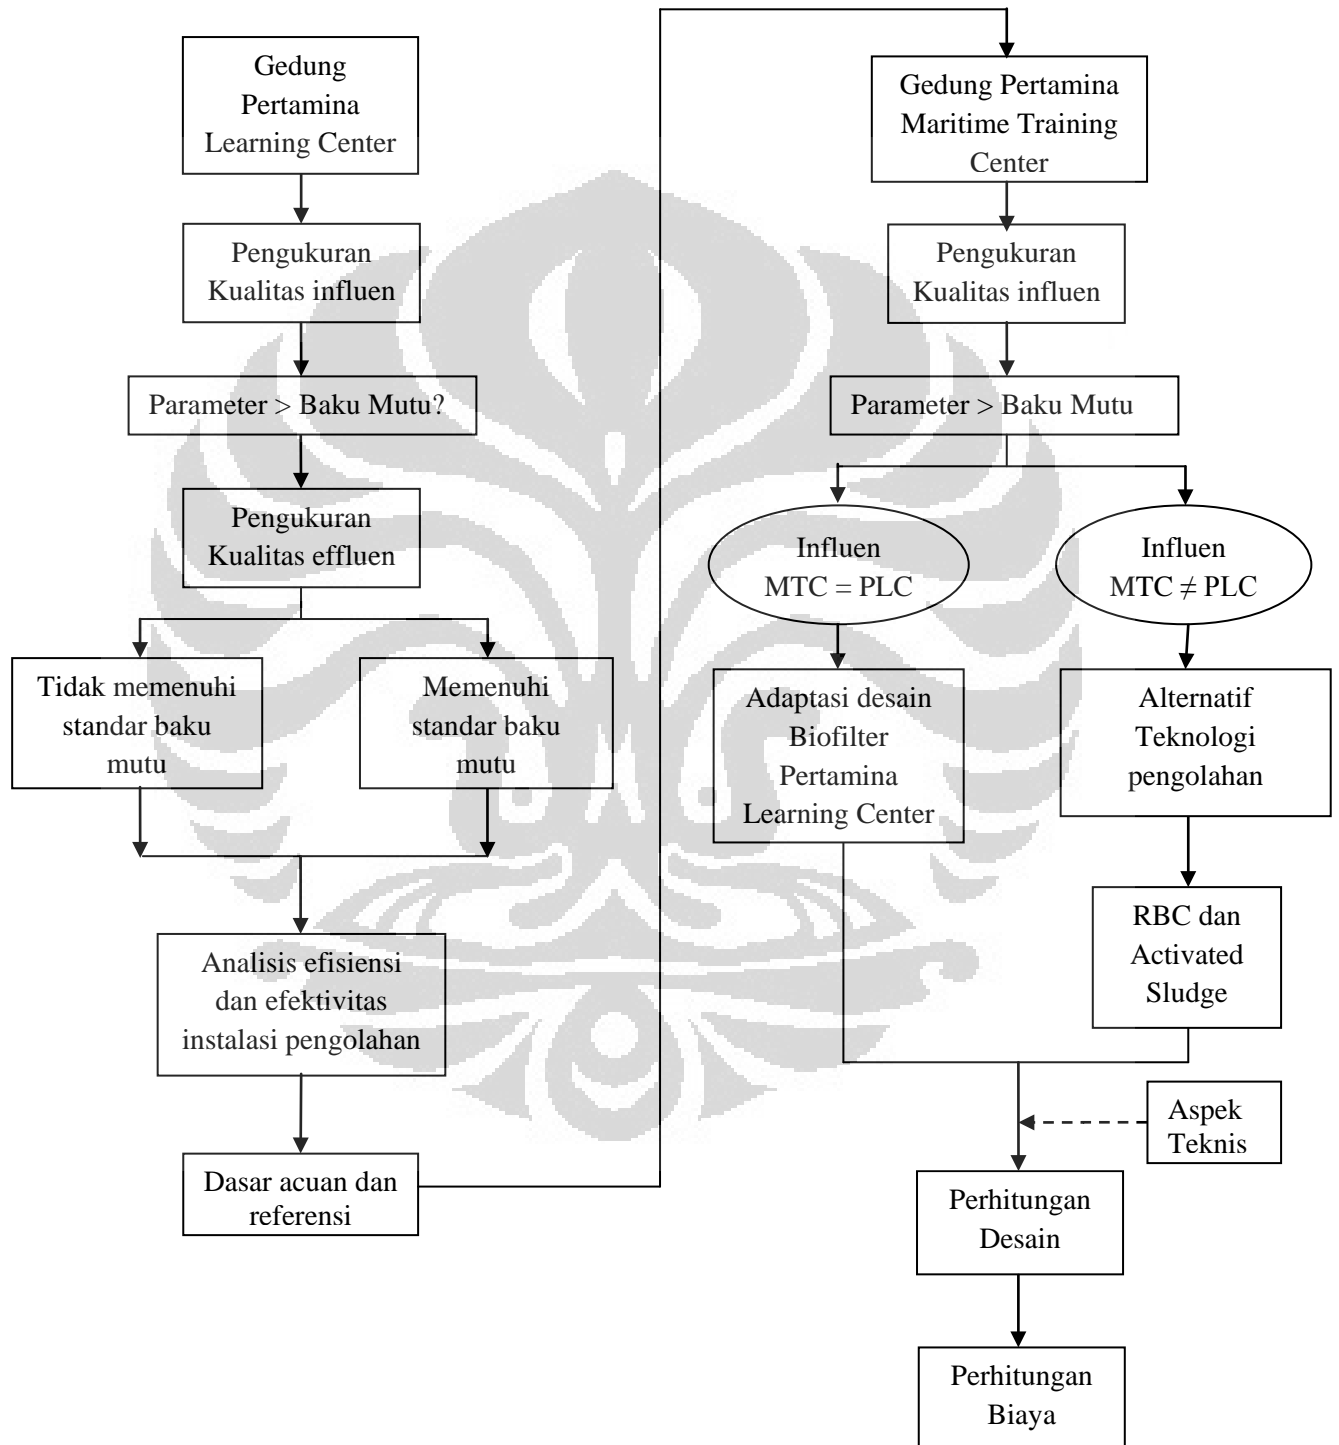 Gedung
Pertamina
Learning Center
Pengukuran
Kualitas influen
Parameter > Baku Mutu?
Pengukuran
Kualitas effluen
Tidak memenuhi
standar baku
mutu
Memenuhi
standar baku
mutu
Analisis efisiensi
dan efektivitas
instalasi pengolahan
Dasar acuan dan
referensi
Gedung Pertamina
Maritime Training
Center
Pengukuran
Kualitas influen
Parameter > Baku Mutu
Influen
MTC = PLC
Influen
MTC ≠ PLC
Adaptasi desain
Biofilter
Pertamina
Learning Center
Alternatif
Teknologi
pengolahan
RBC dan
Activated
Sludge
Aspek
Teknis
Perhitungan
Desain
Perhitungan
Biaya